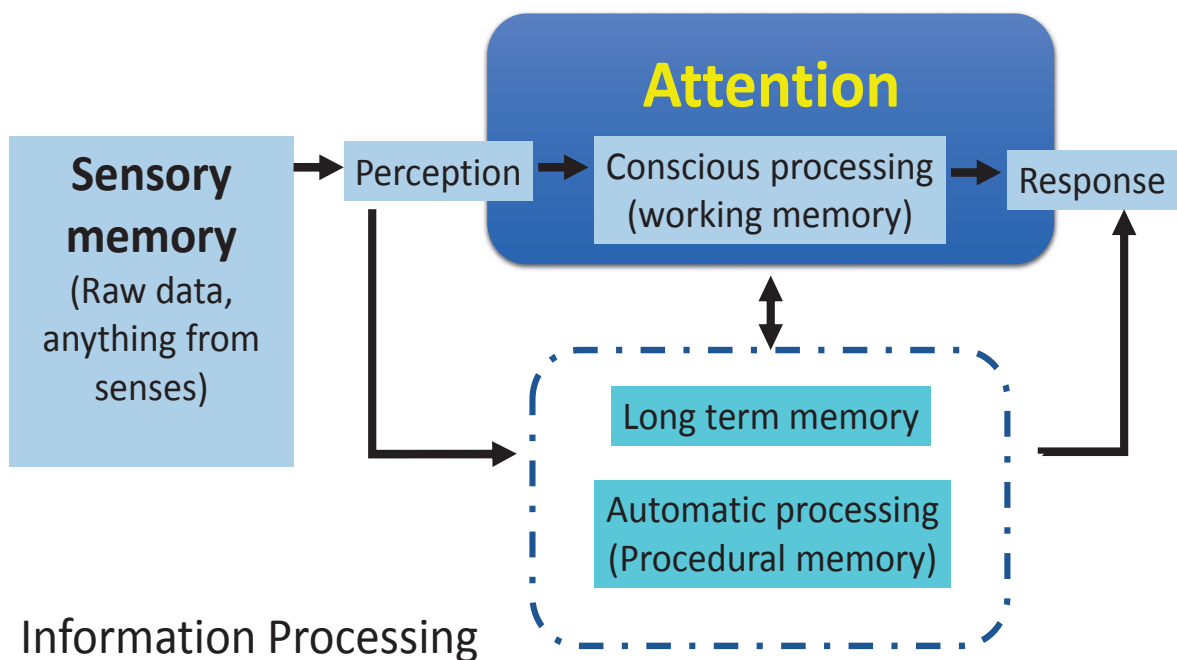 Attention
Sensory
memory
(Raw data,
anything from
senses)
Perception
Conscious processing
(working memory)
Response
Long term memory
Automatic processing
(Procedural memory)
Information Processing